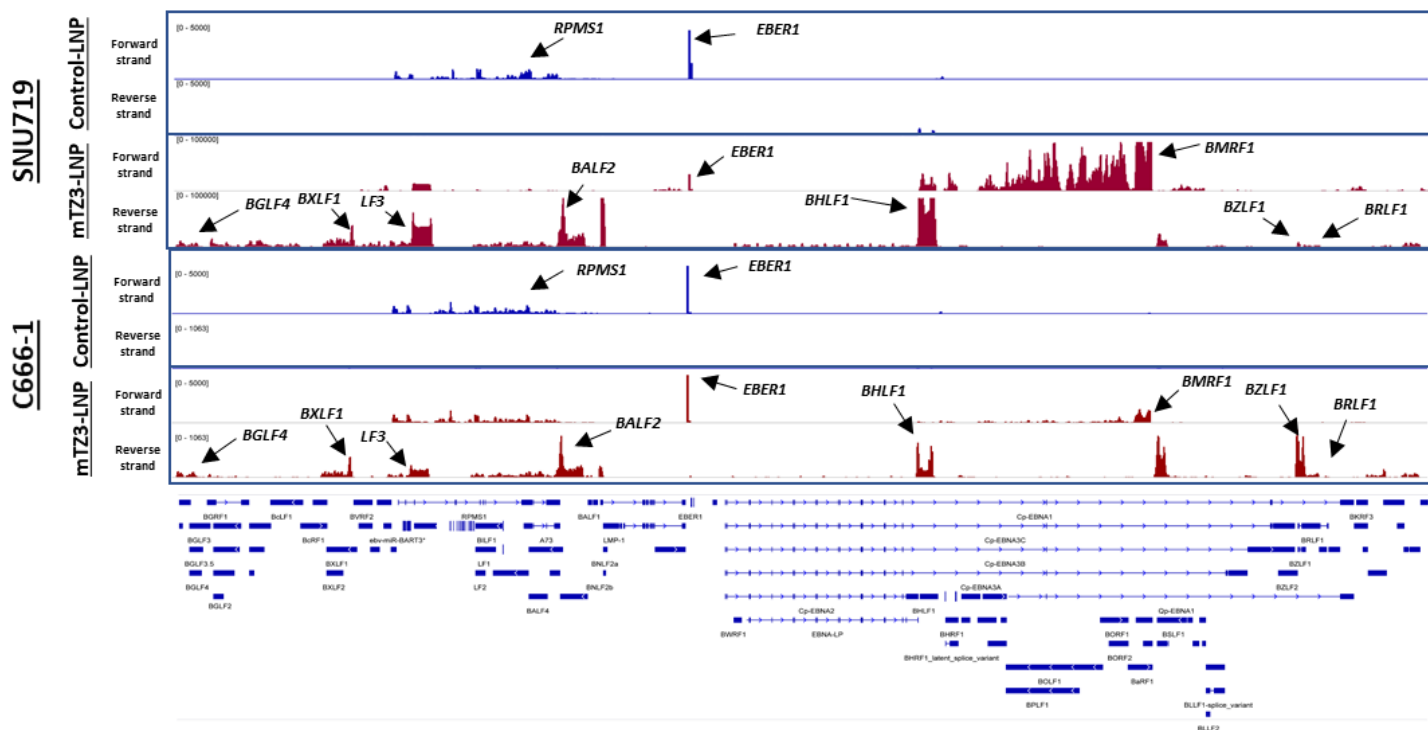 SNU719
Control-LNP
Forward
strand
[0 - 5000]
RPMS1
EBER1
Reverse
strand
[0 - 5000]
mTZ3-LNP
Forward
strand
[0 - 100000]
EBER1
BMRF1
Reverse
strand
[0 - 100000]
BGLF4
BXLF1
LF3
BALF2
BHLF1
BZLF1
BRLF1
C666-1
Control-LNP
Forward
strand
[0 - 5000]
RPMS1
EBER1
Reverse
strand
[0 - 1063]
mTZ3-LNP
Forward
strand
[0 - 5000]
EBER1
BHLF1
BMRF1
BZLF1
BRLF1
Reverse
strand
[0 - 1063]
BGLF4
BXLF1
LF3
BALF2
BGRF1 BcLF1 BVRF2 RPMS1 BALF1 EBER1 Cp-EBNA1 BKRF3
BGLF3 BcRF1 ebv-miR-BART3* BILF1 A73 LMP-1 Cp-EBNA3C BRLF1
BGLF3.5 BXLF1 LF1 BNLF2a Cp-EBNA3B BZLF1
BGLF4 BXLF2 LF2 BNLF2b Cp-EBNA3A BZLF2
BGLF2 BALF4 Cp-EBNA2 BHLF1 Qp-EBNA1
BWRF1 EBNA-LP BHRF1 BORF1 BSLF1
BHRF1_latent_splice_variant BORF2
BOLF1 BaRF1
BPLF1 BLLF1-splice_variant
BLLF2